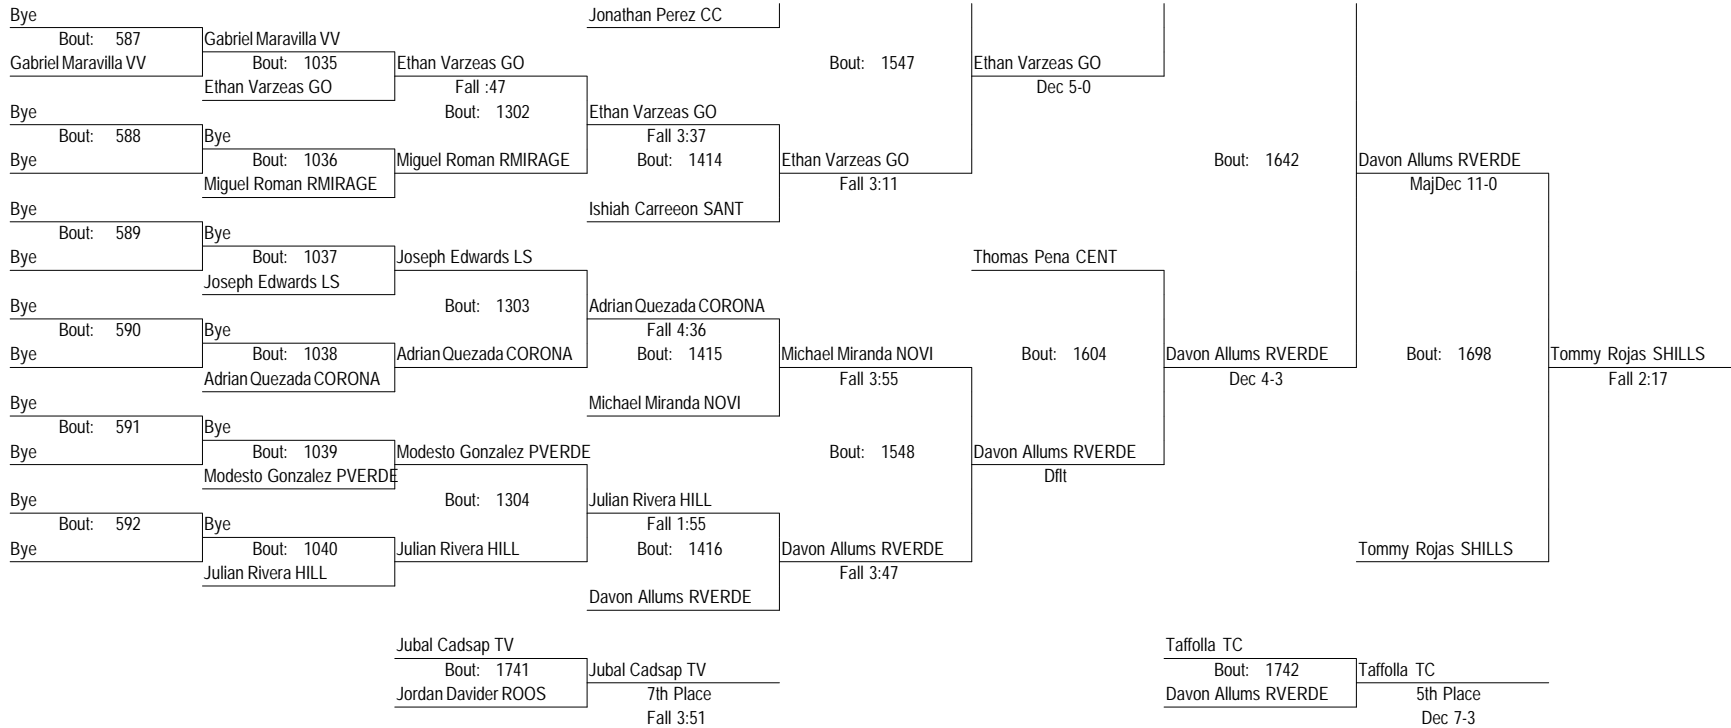 Bye Jonathan Perez CC
Bout: 587 Gabriel Maravilla VV
Gabriel Maravilla VV Bout: 1035 Ethan Varzeas GO Bout: 1547 Ethan Varzeas GO
Ethan Varzeas GO Fall :47 Dec 5-0
Bye Bout: 1302 Ethan Varzeas GO
Bout: 588 Bye Fall 3:37
Bye Bout: 1036 Miguel Roman RMIRAGE Bout: 1414 Ethan Varzeas GO Bout: 1642 Davon Allums RVERDE
Miguel Roman RMIRAGE Fall 3:11 MajDec 11-0
Bye Ishiah Carreeon SANT
Bout: 589 Bye
Bye Bout: 1037 Joseph Edwards LS Thomas Pena CENT
Joseph Edwards LS
Bye Bout: 1303 Adrian Quezada CORONA
Bout: 590 Bye Fall 4:36
Bye Bout: 1038 Adrian Quezada CORONA Bout: 1415 Michael Miranda NOVI Bout: 1604 Davon Allums RVERDE Bout: 1698 Tommy Rojas SHILLS
Adrian Quezada CORONA Fall 3:55 Dec 4-3 Fall 2:17
Bye Michael Miranda NOVI
Bout: 591 Bye
Bye Bout: 1039 Modesto Gonzalez PVERDE Bout: 1548 Davon Allums RVERDE
Modesto Gonzalez PVERDE Dflt
Bye Bout: 1304 Julian Rivera HILL
Bout: 592 Bye Fall 1:55
Bye Bout: 1040 Julian Rivera HILL Bout: 1416 Davon Allums RVERDE Tommy Rojas SHILLS
Julian Rivera HILL Fall 3:47
Davon Allums RVERDE
Jubal Cadsap TV Taffolla TC
Bout: 1741 Jubal Cadsap TV Bout: 1742 Taffolla TC
Jordan Davider ROOS 7th Place Davon Allums RVERDE 5th Place
Fall 3:51 Dec 7-3